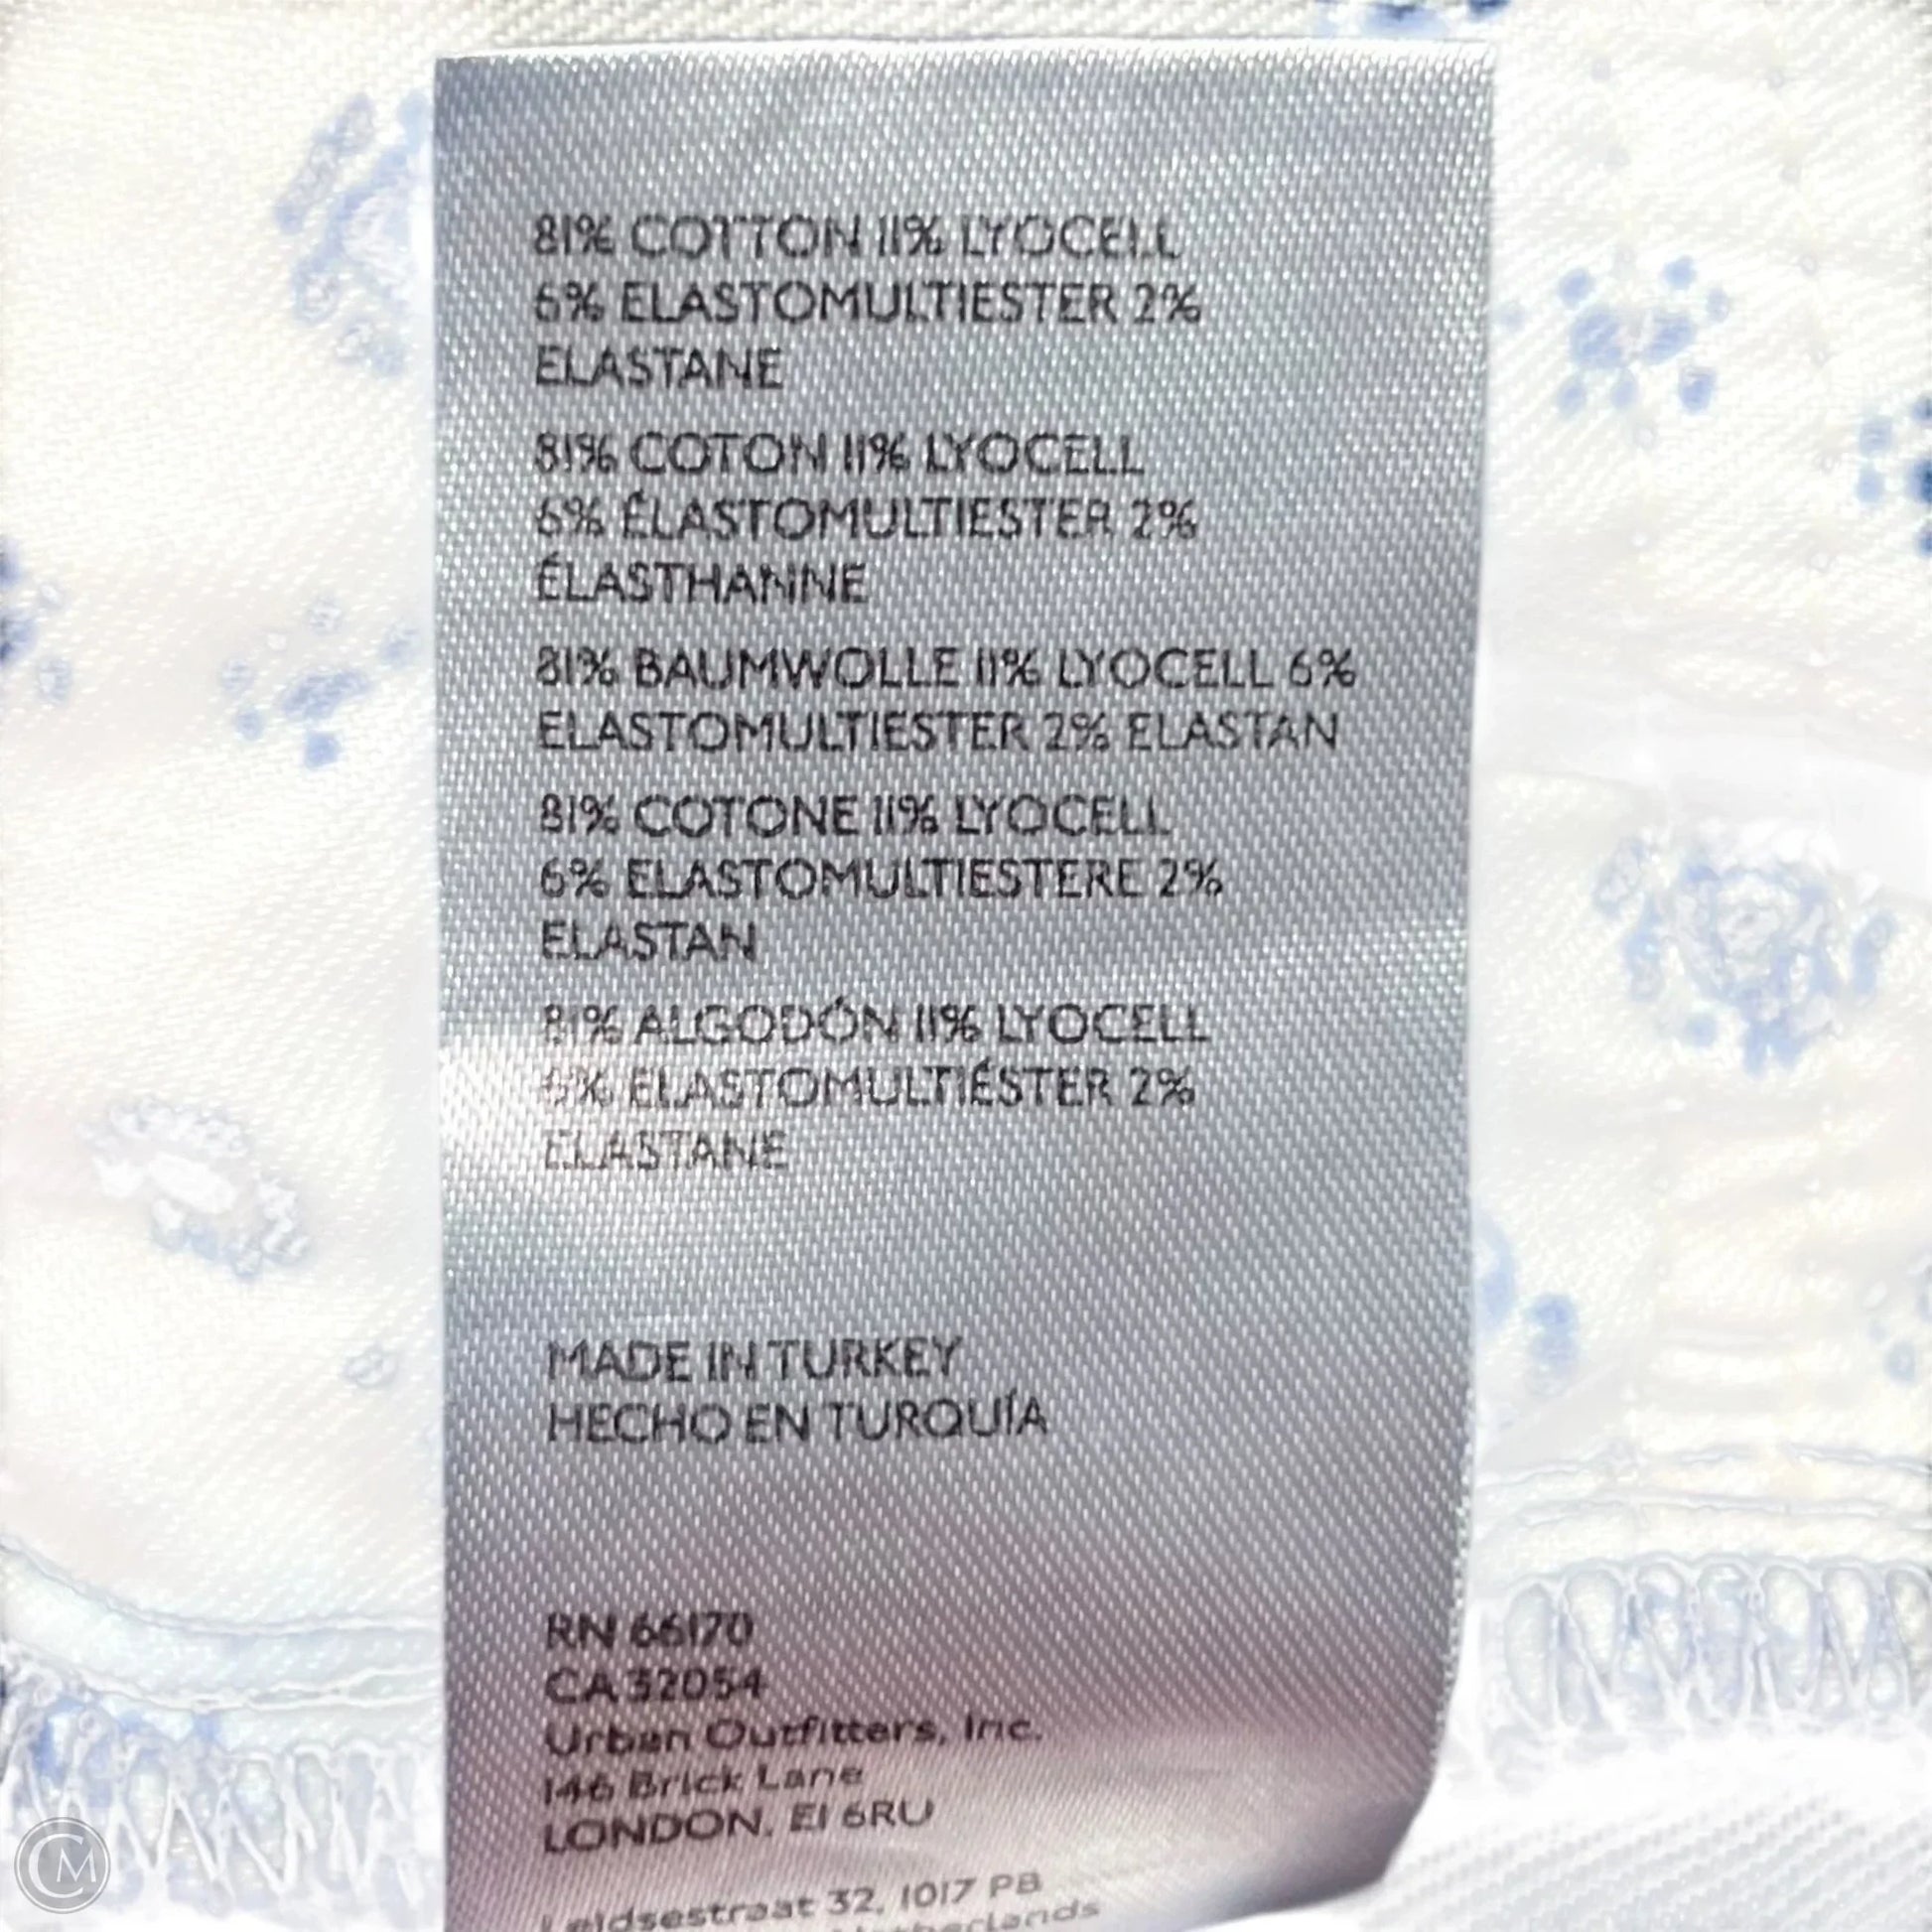 81% COTTON 11% LYOCELL
6% ELASTOMULTIESTER 2%
ELASTANE
81% COTON 11% LYOCELL
6% ÉLASTOMULTIESTER 2%
ÉLASTHANNE
81% BAUMWOLLE 11% LYOCELL 6%
ELASTOMULTIESTER 2% ELASTAN
81% COTONE 11% LYOCELL
6% ELASTOMULTIESTERE 2%
ELASTAN
81% ALGODÓN 11% LYOCELL
6% ELASTOMULTIÉSTER 2%
ELASTANE
MADE IN TURKEY
HECHO EN TURQUÍA
RN 66170
CA 32054
Urban Outfitters, Inc.
146 Brick Lane
LONDON, E1 6RU
Leidsestraat 32, 1017 PB
Netherlands
CM